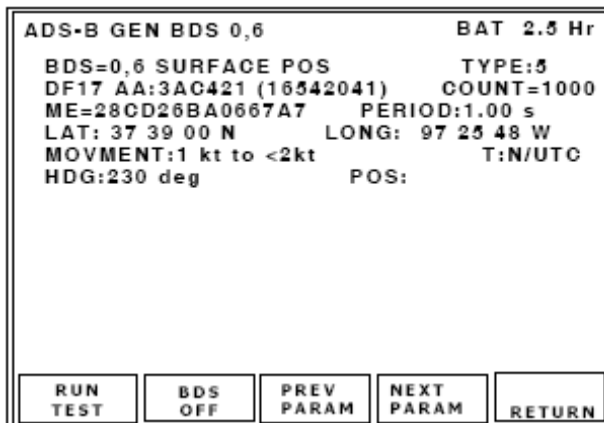 ADS-B GEN BDS 0,6 BAT 2.5 Hr
BDS=0,6 SURFACE POS TYPE:5
DF17 AA:3AC421 (16542041) COUNT=1000
ME=28CD26BA0667A7 PERIOD:1.00 s
LAT: 37 39 00 N LONG: 97 25 48 W
MOVMENT:1 kt to <2kt T:N/UTC
HDG:230 deg POS:
RUN TEST
BDS OFF
PREV PARAM
NEXT PARAM
RETURN